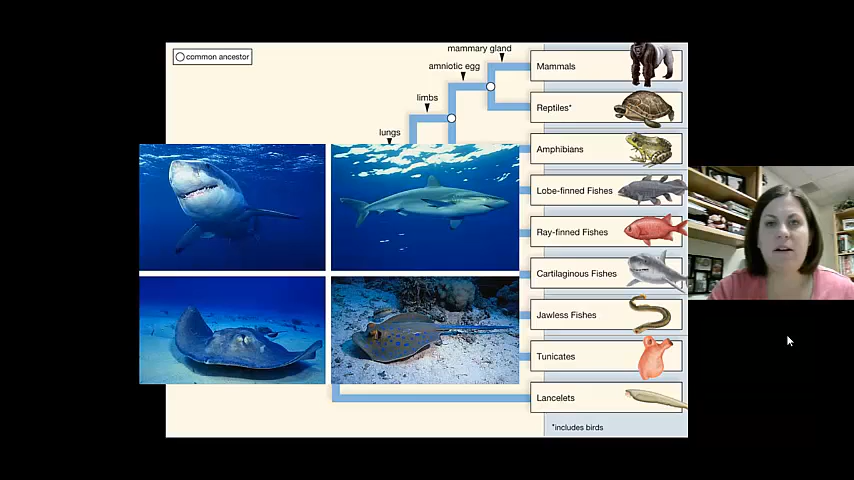 common ancestor
mammary gland
amniotic egg
limbs
lungs
Mammals
Reptiles*
Amphibians
Lobe-finned Fishes
Ray-finned Fishes
Cartilaginous Fishes
Jawless Fishes
Tunicates
Lancelets
*includes birds